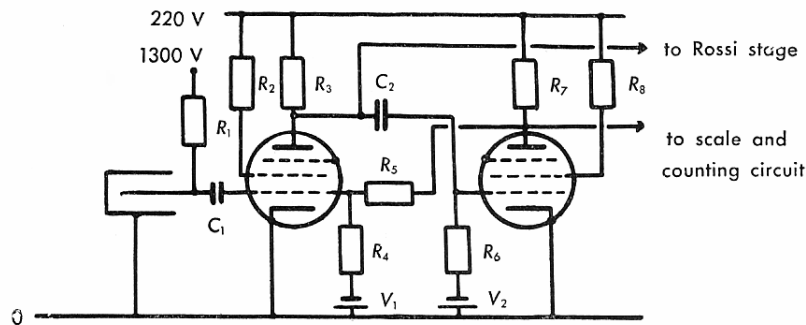 220 V
to Rossi stage
1300 V
R₂
R₃
C₂
R₇
R₈
R₁
to scale and
counting circuit
R₅
C₁
R₄
R₆
V₁
V₂
0